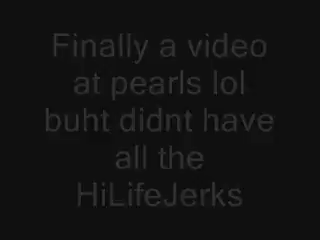 Finally a video
at pearls lol
buht didnt have
all the
HiLifeJerks